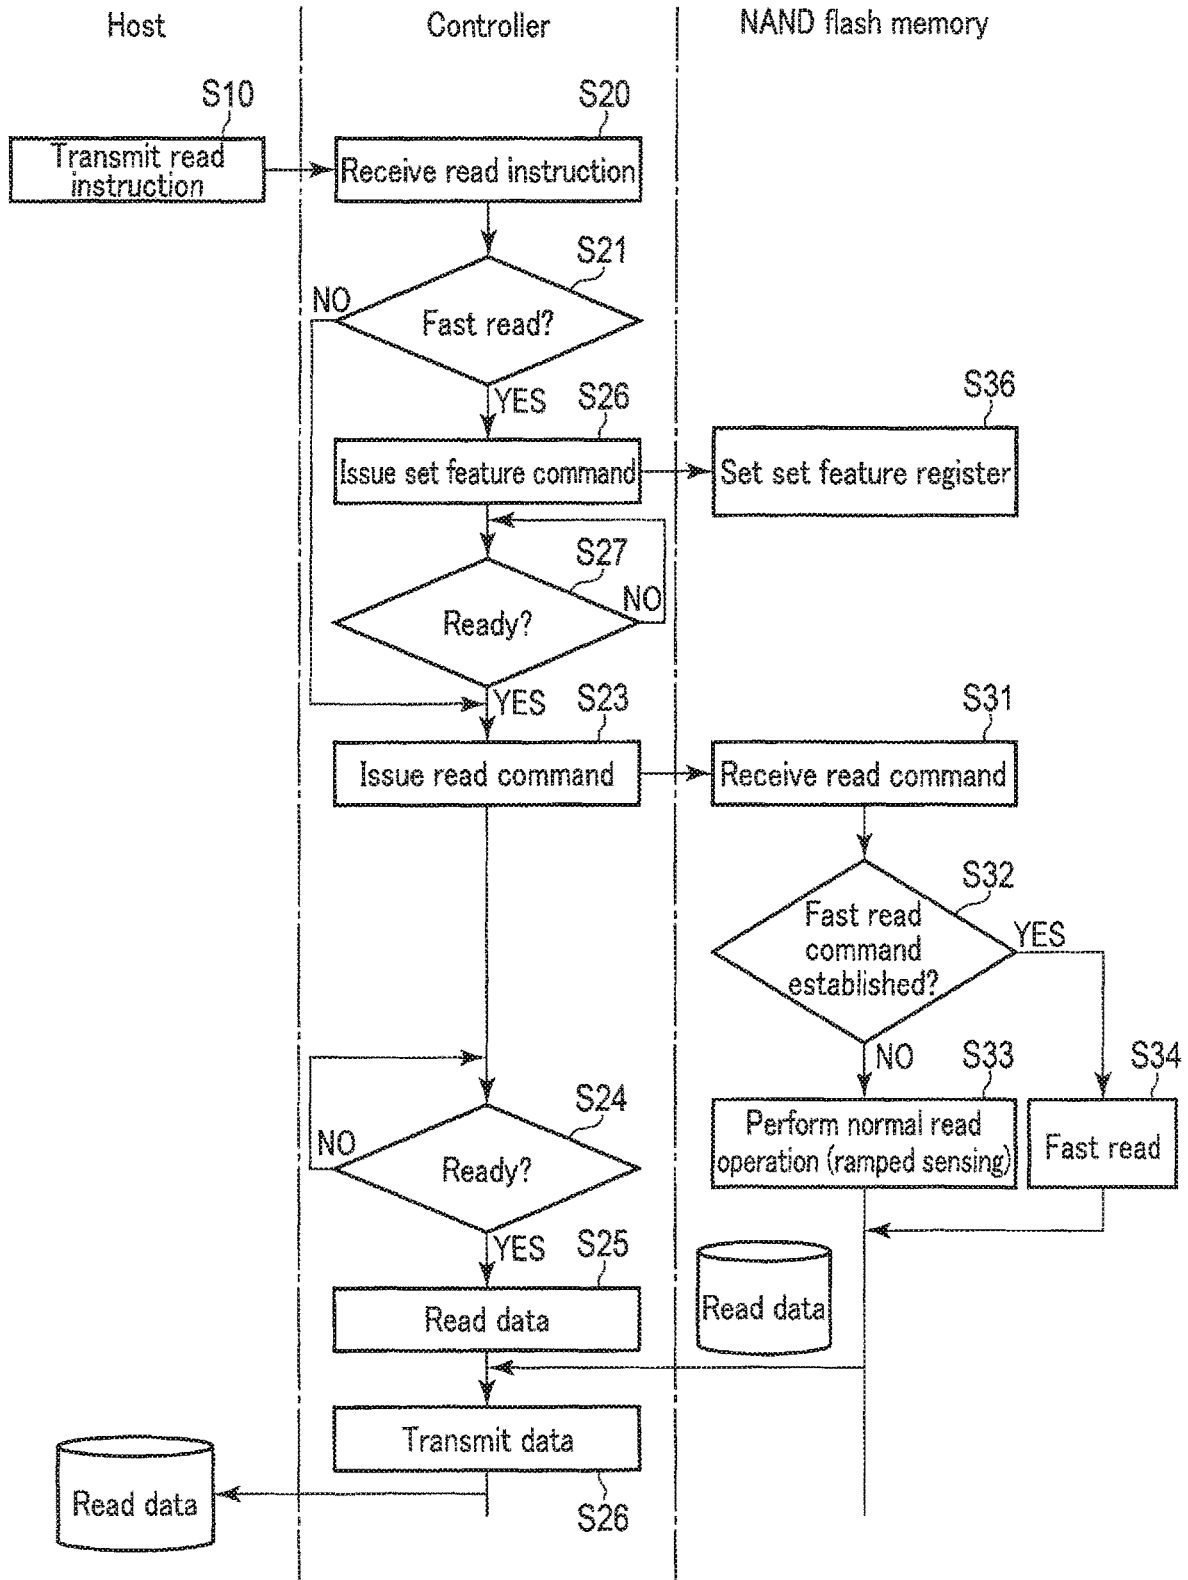 Host
Controller
NAND flash memory
S10
S20
Transmit read
instruction
Receive read instruction
S21
NO
Fast read?
YES
S26
S36
Issue set feature command
Set set feature register
S27
NO
Ready?
YES
S23
S31
Issue read command
Receive read command
S32
Fast read
command
established?
YES
NO
S33
S34
S24
NO
Ready?
Perform normal read
operation (ramped sensing)
Fast read
YES
S25
Read data
Read data
Transmit data
Read data
S26